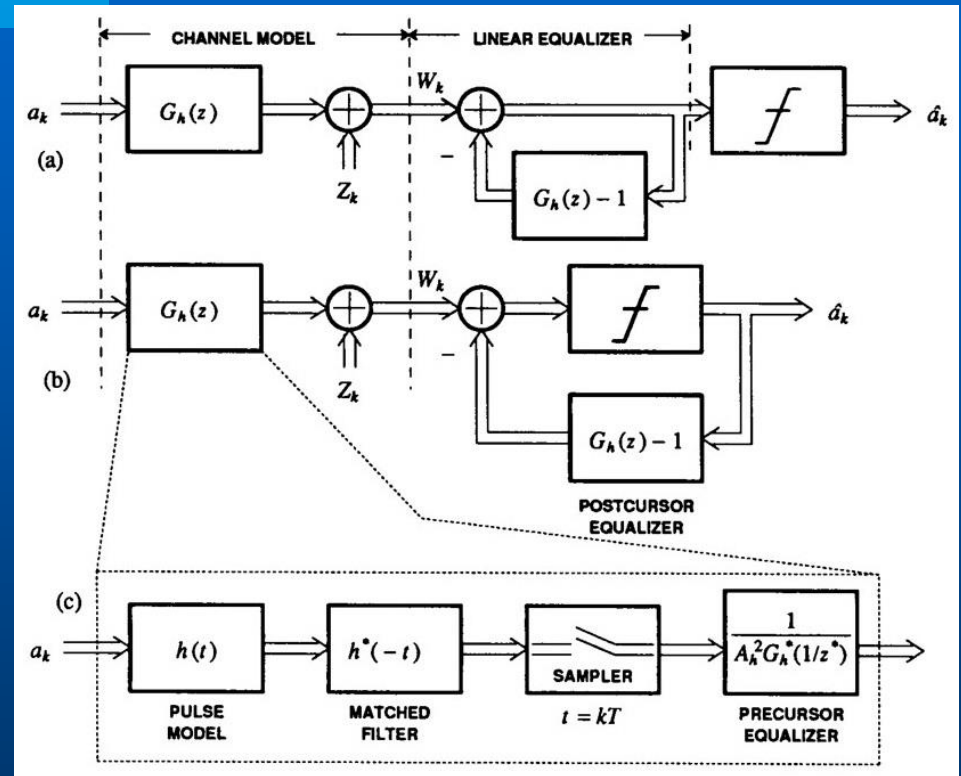 CHANNEL MODEL LINEAR EQUALIZER
a_k G_h(z) + Z_k W_k + − G_h(z) − 1 â_k
(a)
a_k G_h(z) + Z_k W_k + − â_k
(b)
G_h(z) − 1
POSTCURSOR
EQUALIZER
(c)
a_k h(t) h*(−t) SAMPLER 1 / A_h²G_h*(1/z*)
PULSE MODEL MATCHED FILTER t = kT PRECURSOR EQUALIZER